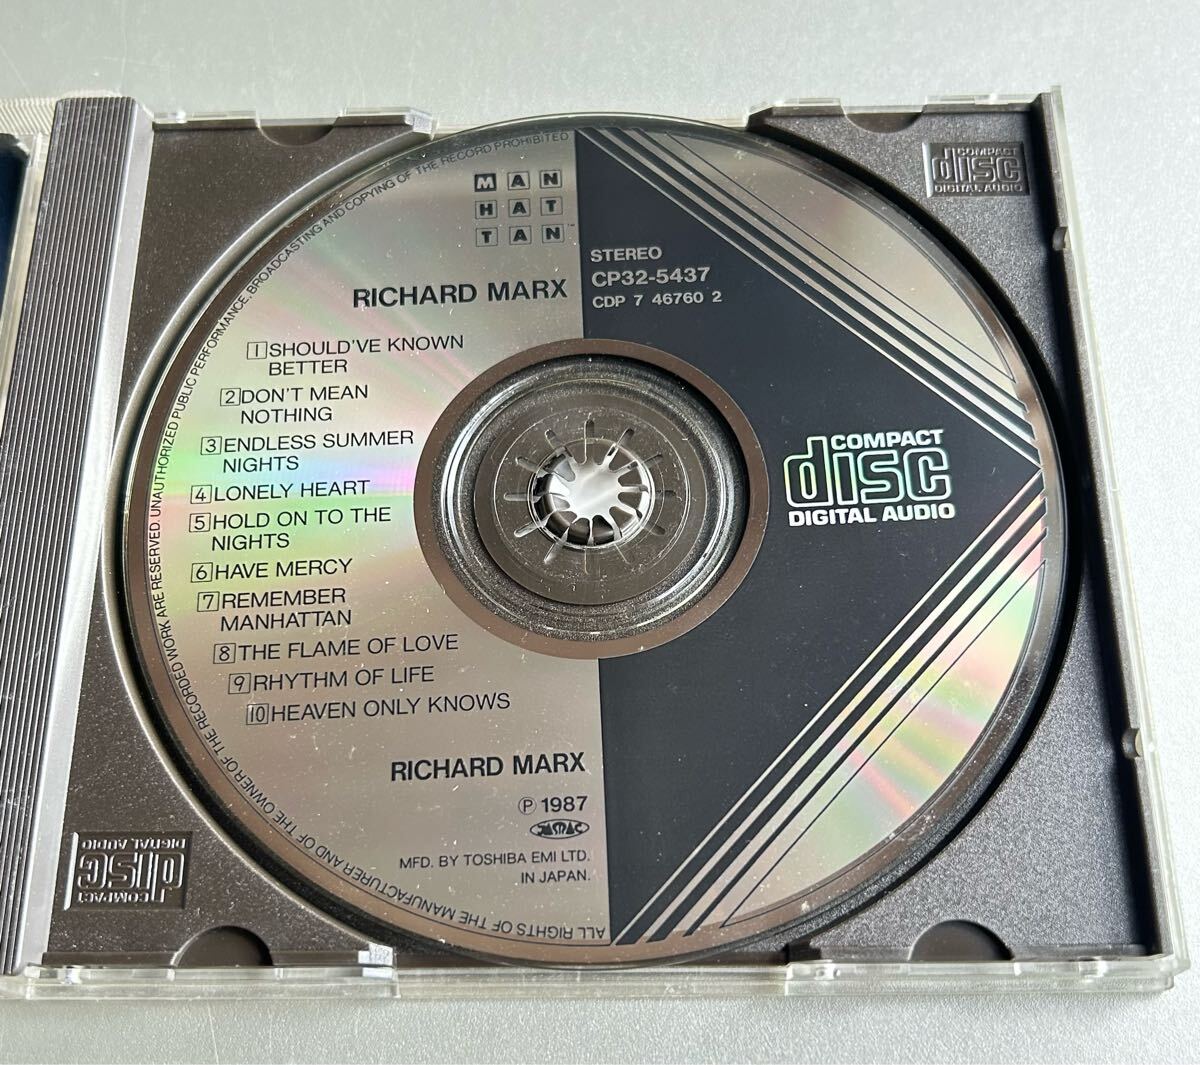 MAN
HAT
TAN™
RICHARD MARX
STEREO
CP32-5437
CDP 7 46760 2
1 SHOULD'VE KNOWN
BETTER
2 DON'T MEAN
NOTHING
3 ENDLESS SUMMER
NIGHTS
4 LONELY HEART
5 HOLD ON TO THE
NIGHTS
6 HAVE MERCY
7 REMEMBER
MANHATTAN
8 THE FLAME OF LOVE
9 RHYTHM OF LIFE
10 HEAVEN ONLY KNOWS
RICHARD MARX
℗ 1987
JASRAC
MFD. BY TOSHIBA EMI LTD.
IN JAPAN.
COMPACT
disc
DIGITAL AUDIO
ALL RIGHTS OF THE MANUFACTURER AND OF THE OWNER OF THE RECORDED WORK ARE RESERVED. UNAUTHORIZED PUBLIC PERFORMANCE, BROADCASTING AND COPYING OF THE RECORD PROHIBITED
COMPACT
disc
DIGITAL AUDIO
COMPACT
disc
DIGITAL AUDIO